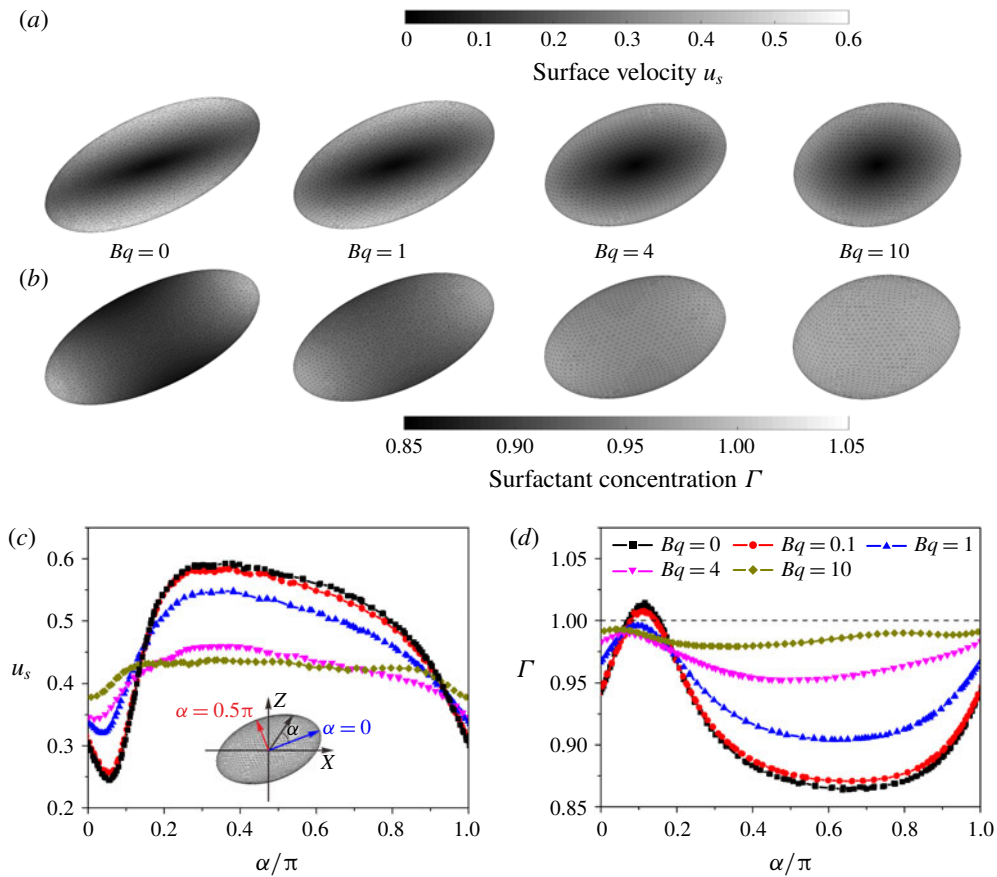 (a)
0 0.1 0.2 0.3 0.4 0.5 0.6
Surface velocity u_s
Bq = 0 Bq = 1 Bq = 4 Bq = 10
(b)
0.85 0.90 0.95 1.00 1.05
Surfactant concentration Γ
(c)
0.6
0.5
u_s
0.4
0.3
0.2
0 0.2 0.4 0.6 0.8 1.0
α/π
Z
α = 0.5π
α
α = 0
X
(d)
1.05
1.00
Γ
0.95
0.90
0.85
0 0.2 0.4 0.6 0.8 1.0
α/π
Bq = 0 Bq = 0.1 Bq = 1
Bq = 4 Bq = 10